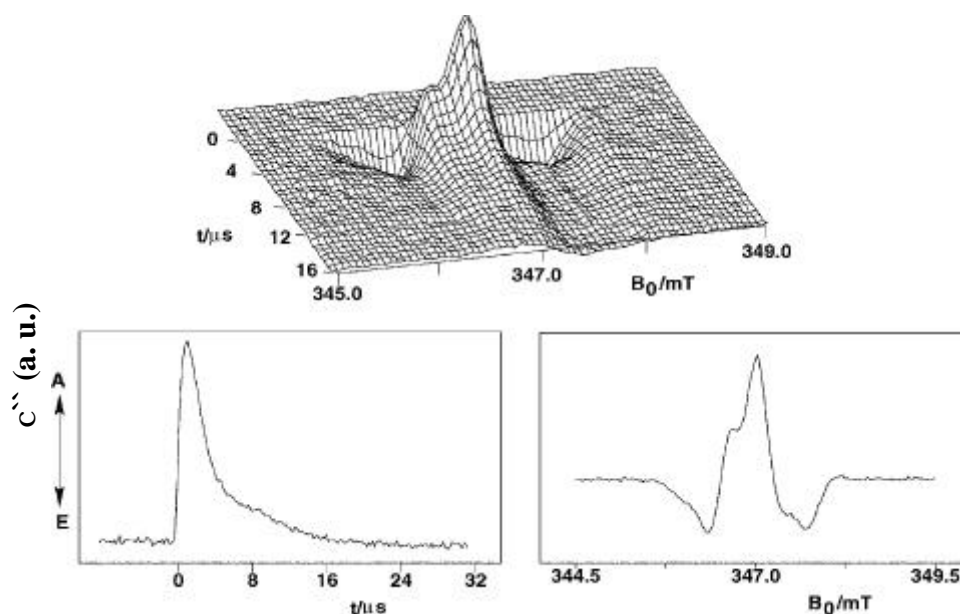 0
4
8
12
16
t/μs
345.0
347.0
349.0
B0/mT
c`` (a. u.)
A
E
0 8 16 24 32
t/μs
344.5 347.0 349.5
B0/mT